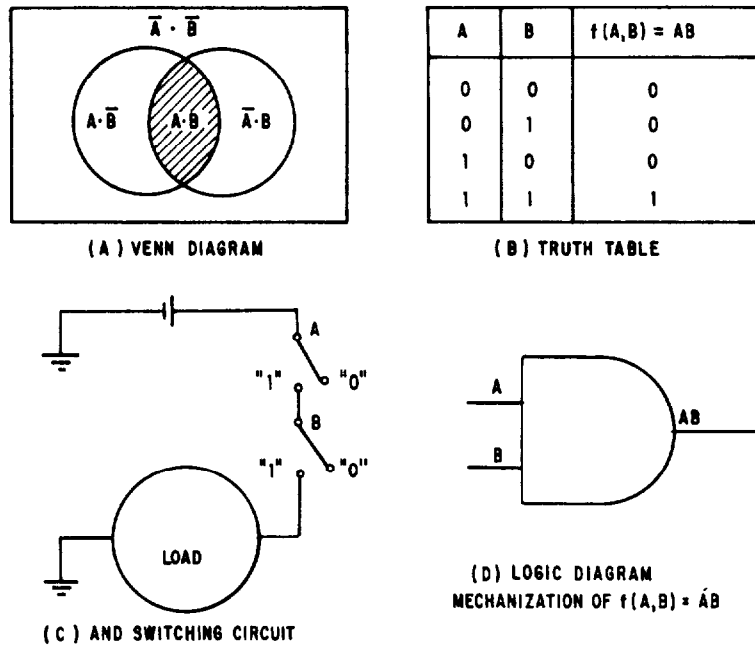 A̅ · B̅
A·B̅
A·B
A̅·B
(A) VENN DIAGRAM
A B f(A,B) = AB
0 0 0
0 1 0
1 0 0
1 1 1
(B) TRUTH TABLE
A
"1" "0"
B
"1" "0"
LOAD
(C) AND SWITCHING CIRCUIT
A
B
AB
(D) LOGIC DIAGRAM
MECHANIZATION OF f(A,B) = AB